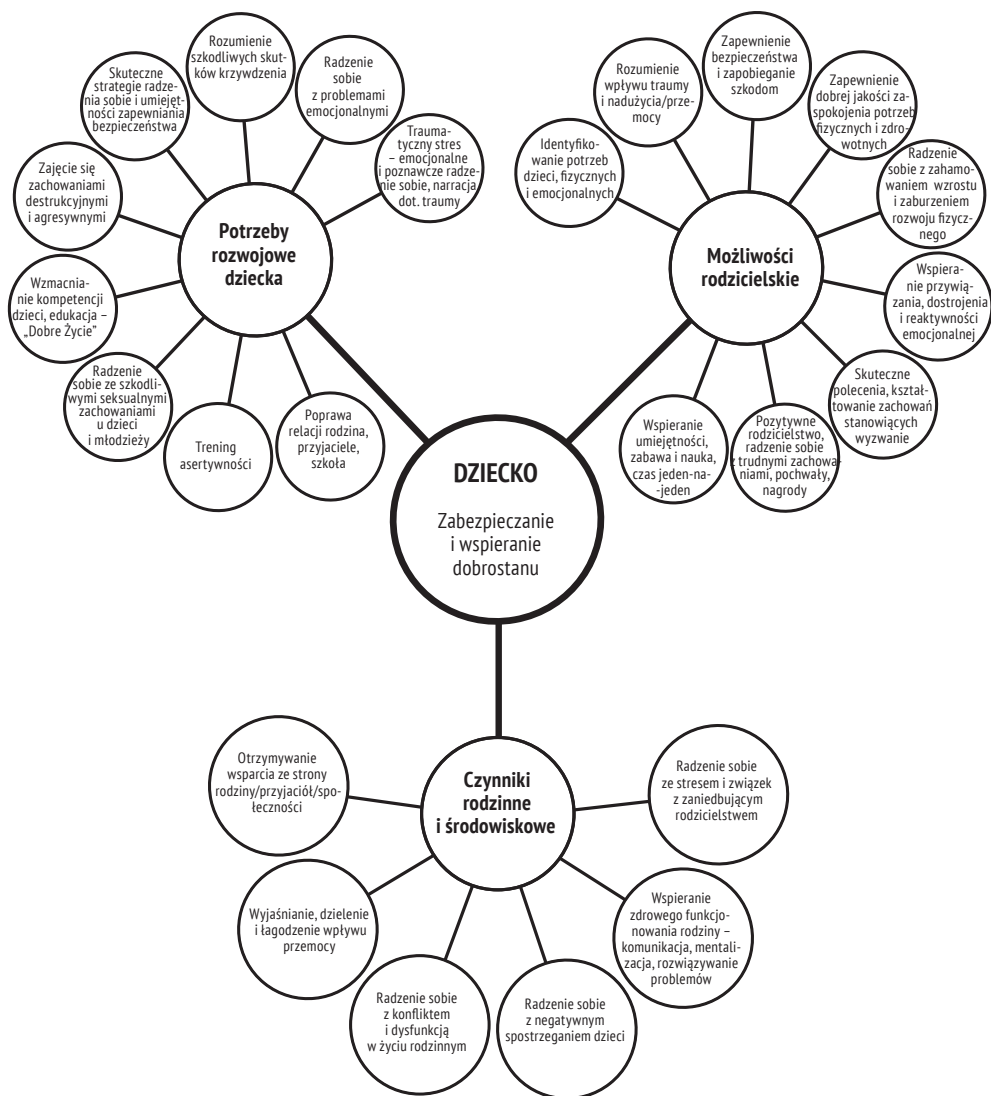 Rozumienie
szkodliwych skut-
ków krzywdzenia
Radzenie
sobie
z problemami
emocjonalnymi
Skuteczne
strategie radze-
nia sobie i umiejęt-
ności zapewniania
bezpieczeństwa
Trauma-
tyczny stres
– emocjonalne
i poznawcze radze-
nie sobie, narracja
dot. traumy
Zajęcie się
zachowaniami
destrukcyjnymi
i agresywnymi
Potrzeby
rozwojowe
dziecka
Wzmacnia-
nie kompetencji
dzieci, edukacja –
„Dobre Życie”
Radzenie
sobie ze szkodli-
wymi seksualnymi
zachowaniami
u dzieci
i młodzieży
Trening
asertywności
Poprawa
relacji rodzina,
przyjaciele,
szkoła
Zapewnienie
bezpieczeństwa
i zapobieganie
szkodom
Rozumienie
wpływu traumy
i nadużycia/prze-
mocy
Zapewnienie
dobrej jakości za-
spokojenia potrzeb
fizycznych i zdro-
wotnych
Identyfiko-
wanie potrzeb
dzieci, fizycznych
i emocjonalnych
Radzenie
sobie z zahamo-
waniem wzrostu
i zaburzeniem
rozwoju fizycz-
nego
Możliwości
rodzicielskie
Wspiera-
nie przywią-
zania, dostrojenia
i reaktywności
emocjonalnej
Skuteczne
polecenia, kształ-
towanie zachowań
stanowiących
wyzwanie
Wspieranie
umiejętności,
zabawa i nauka,
czas jeden-na-
-jeden
Pozytywne
rodzicielstwo,
radzenie sobie
z trudnymi zachowa-
niami, pochwały,
nagrody
DZIECKO
Zabezpieczanie
i wspieranie
dobrostanu
Otrzymywanie
wsparcia ze strony
rodziny/przyjaciół/spo-
łeczności
Czynniki
rodzinne
i środowiskowe
Radzenie sobie
ze stresem i związek
z zaniedbującym
rodzicielstwem
Wyjaśnianie, dzielenie
i łagodzenie wpływu
przemocy
Wspieranie
zdrowego funkcjo-
nowania rodziny –
komunikacja, mentali-
zacja, rozwiązywanie
problemów
Radzenie sobie
z konfliktem
i dysfunkcją
w życiu rodzinnym
Radzenie sobie
z negatywnym
spostrzeganiem dzieci